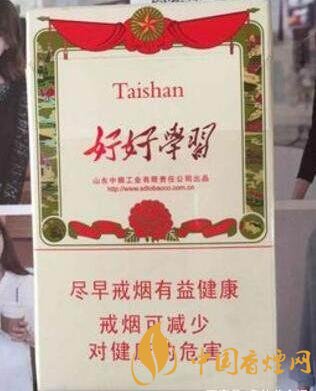 Taishan
好好學習
山东中烟工业有限责任公司出品
http://www.sdtobacco.com.cn
尽早戒烟有益健康
戒烟可减少
对健康的危害
中国香烟网